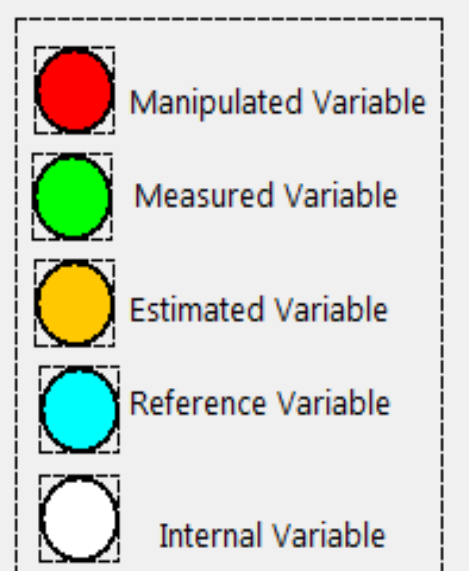 Manipulated Variable
Measured Variable
Estimated Variable
Reference Variable
Internal Variable